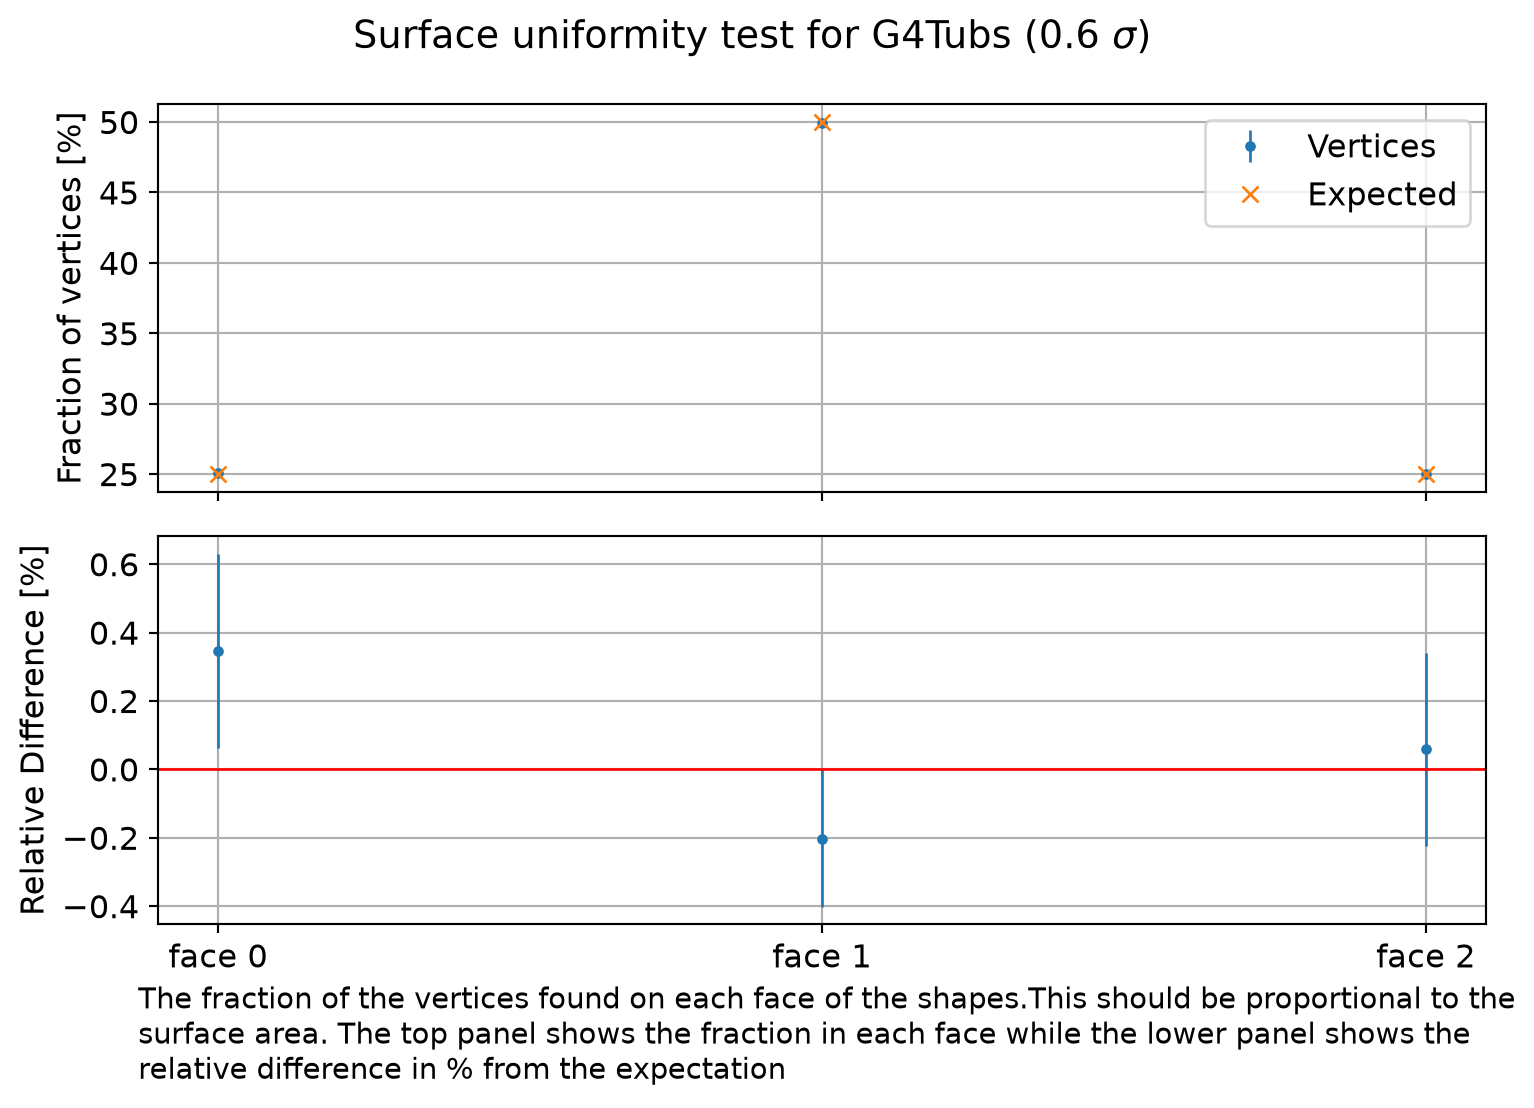 Surface uniformity test for G4Tubs (0.6 σ)
Fraction of vertices [%]
50
45
40
35
30
25
Vertices
Expected
Relative Difference [%]
0.6
0.4
0.2
0.0
−0.2
−0.4
face 0
face 1
face 2
The fraction of the vertices found on each face of the shapes.This should be proportional to the
surface area. The top panel shows the fraction in each face while the lower panel shows the
relative difference in % from the expectation